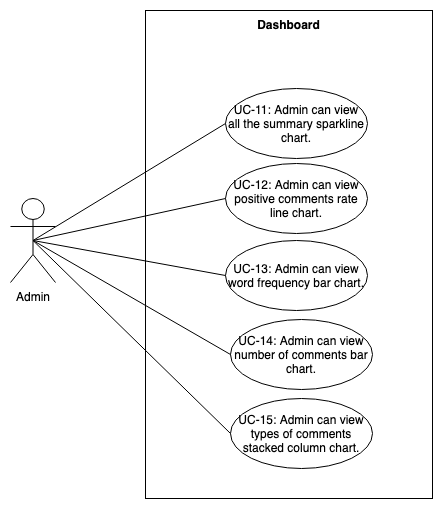 Dashboard
UC-11: Admin can view
all the summary sparkline
chart.
UC-12: Admin can view
positive comments rate
line chart.
UC-13: Admin can view
word frequency bar chart.
Admin
UC-14: Admin can view
number of comments bar
chart.
UC-15: Admin can view
types of comments
stacked column chart.